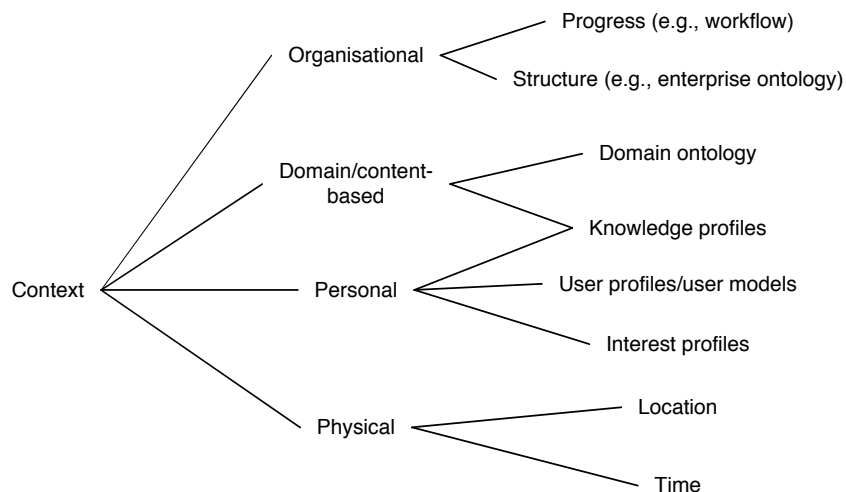 Progress (e.g., workflow)
Organisational
Structure (e.g., enterprise ontology)
Domain/content-
based
Domain ontology
Knowledge profiles
Context
Personal
User profiles/user models
Interest profiles
Physical
Location
Time